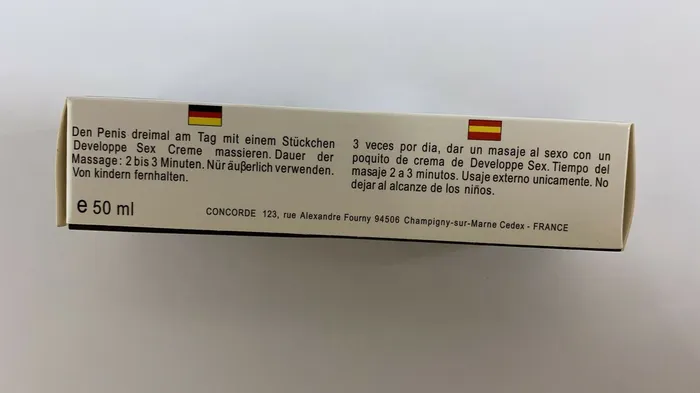 Den Penis dreimal am Tag mit einem Stückchen
Developpe Sex Creme massieren. Dauer der
Massage: 2 bis 3 Minuten. Nür äuβerlich verwenden.
Von kindern fernhalten.
3 veces por dia, dar un masaje al sexo con un
poquito de crema de Developpe Sex. Tiempo del
masaje 2 a 3 minutos. Usaje externo unicamente. No
dejar al alcanze de los niños.
e 50 ml
CONCORDE 123, rue Alexandre Fourny 94506 Champigny-sur-Marne Cedex - FRANCE